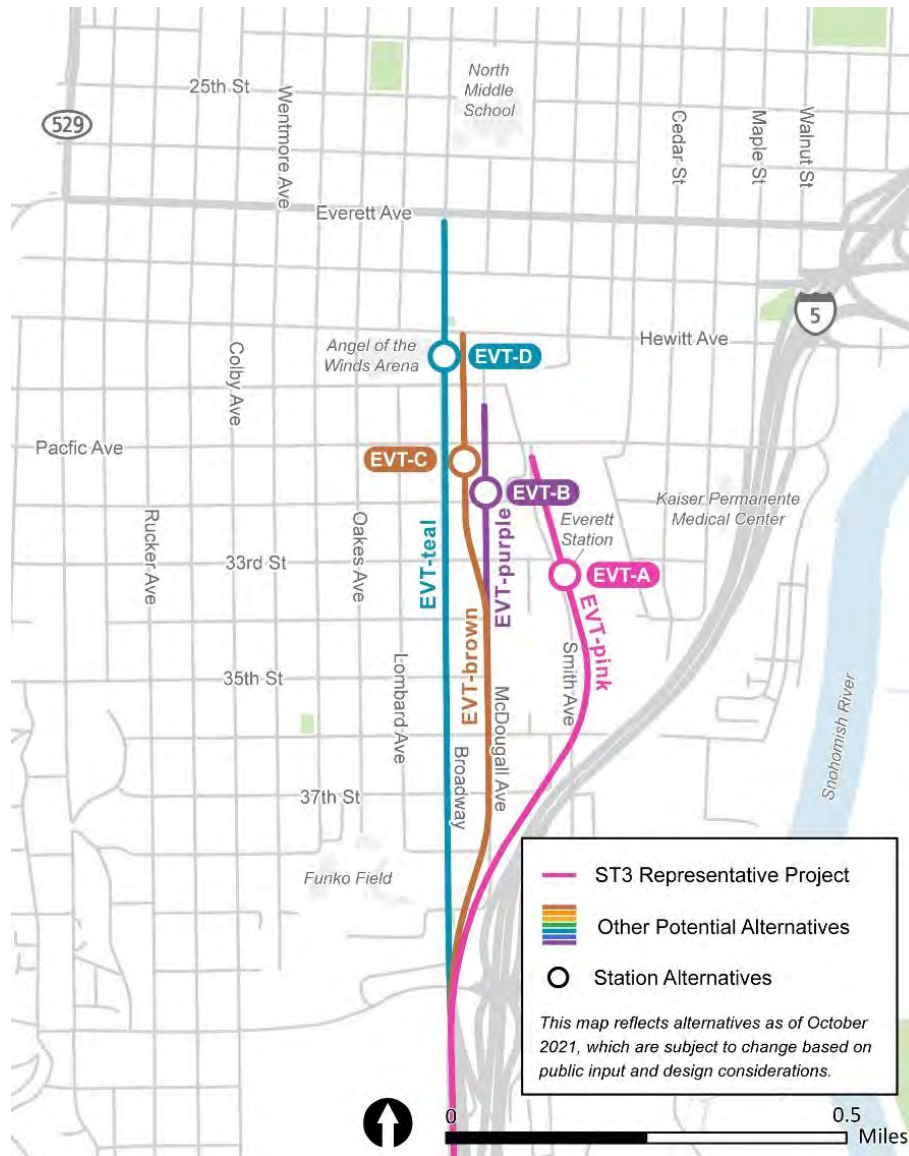 North
Middle
School
25th St
Wentmore Ave
529
Cedar St
Maple St
Walnut St
Everett Ave
5
Hewitt Ave
Angel of the
Winds Arena
EVT-D
Colby Ave
Pacfic Ave
EVT-C
EVT-B
Kaiser Permanente
Medical Center
Everett
Station
EVT-A
Rucker Ave
Oakes Ave
33rd St
EVT-teal
EVT-purple
EVT-brown
EVT-pink
Smith Ave
35th St
Lombard Ave
McDougall Ave
Broadway
Snohomish River
37th St
Funko Field
ST3 Representative Project
Other Potential Alternatives
Station Alternatives
This map reflects alternatives as of October
2021, which are subject to change based on
public input and design considerations.
0
0.5
Miles